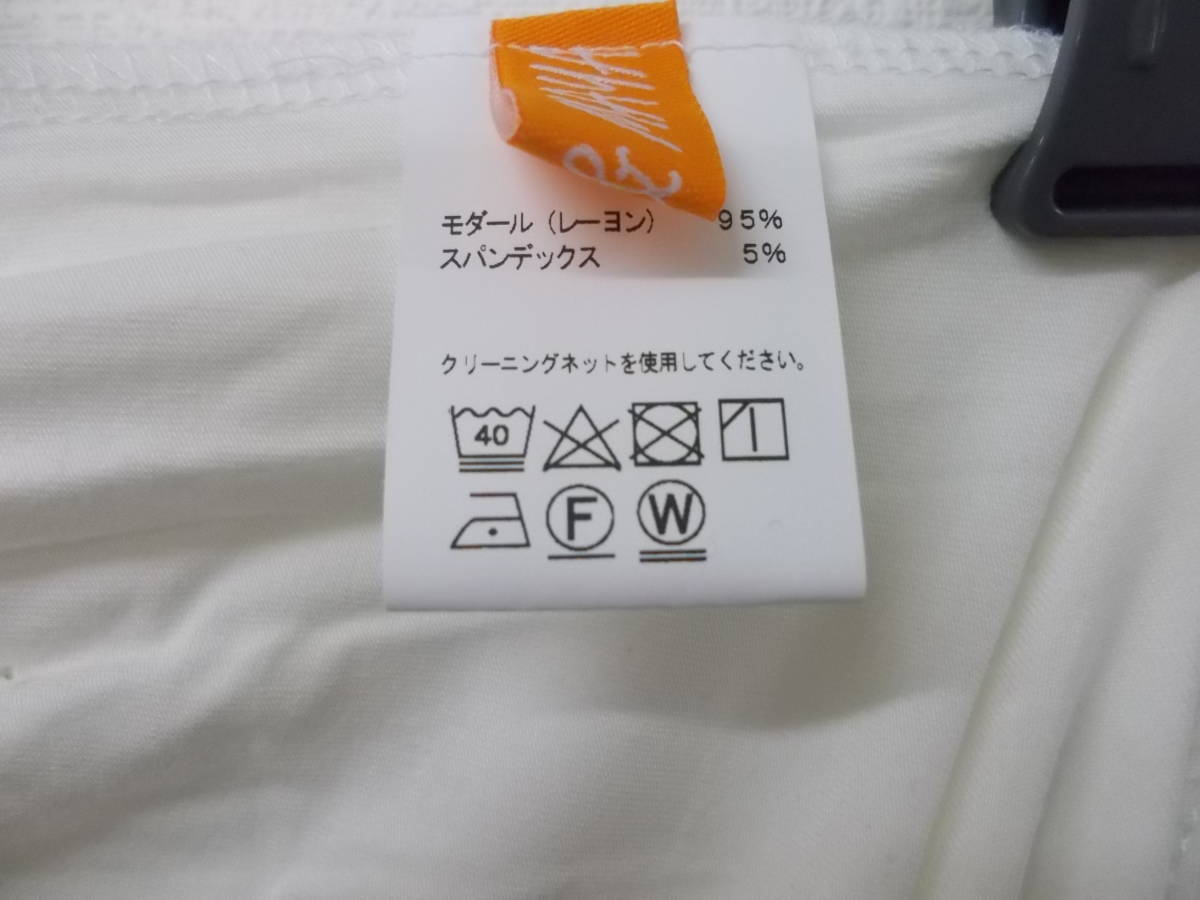 &
モダール（レーヨン） 95%
スパンデックス 5%
クリーニングネットを使用してください。
40
F
W